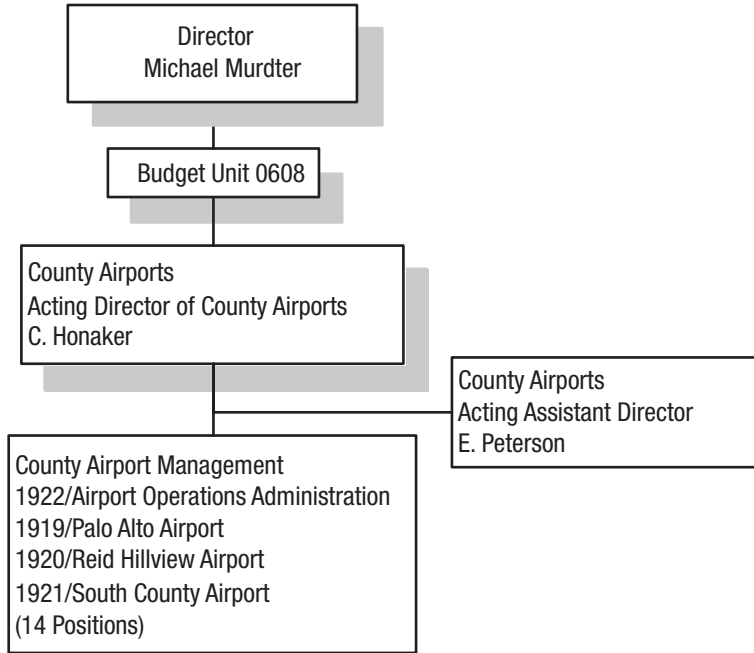 Director
Michael Murdter
Budget Unit 0608
County Airports
Acting Director of County Airports
C. Honaker
County Airports
Acting Assistant Director
E. Peterson
County Airport Management
1922/Airport Operations Administration
1919/Palo Alto Airport
1920/Reid Hillview Airport
1921/South County Airport
(14 Positions)